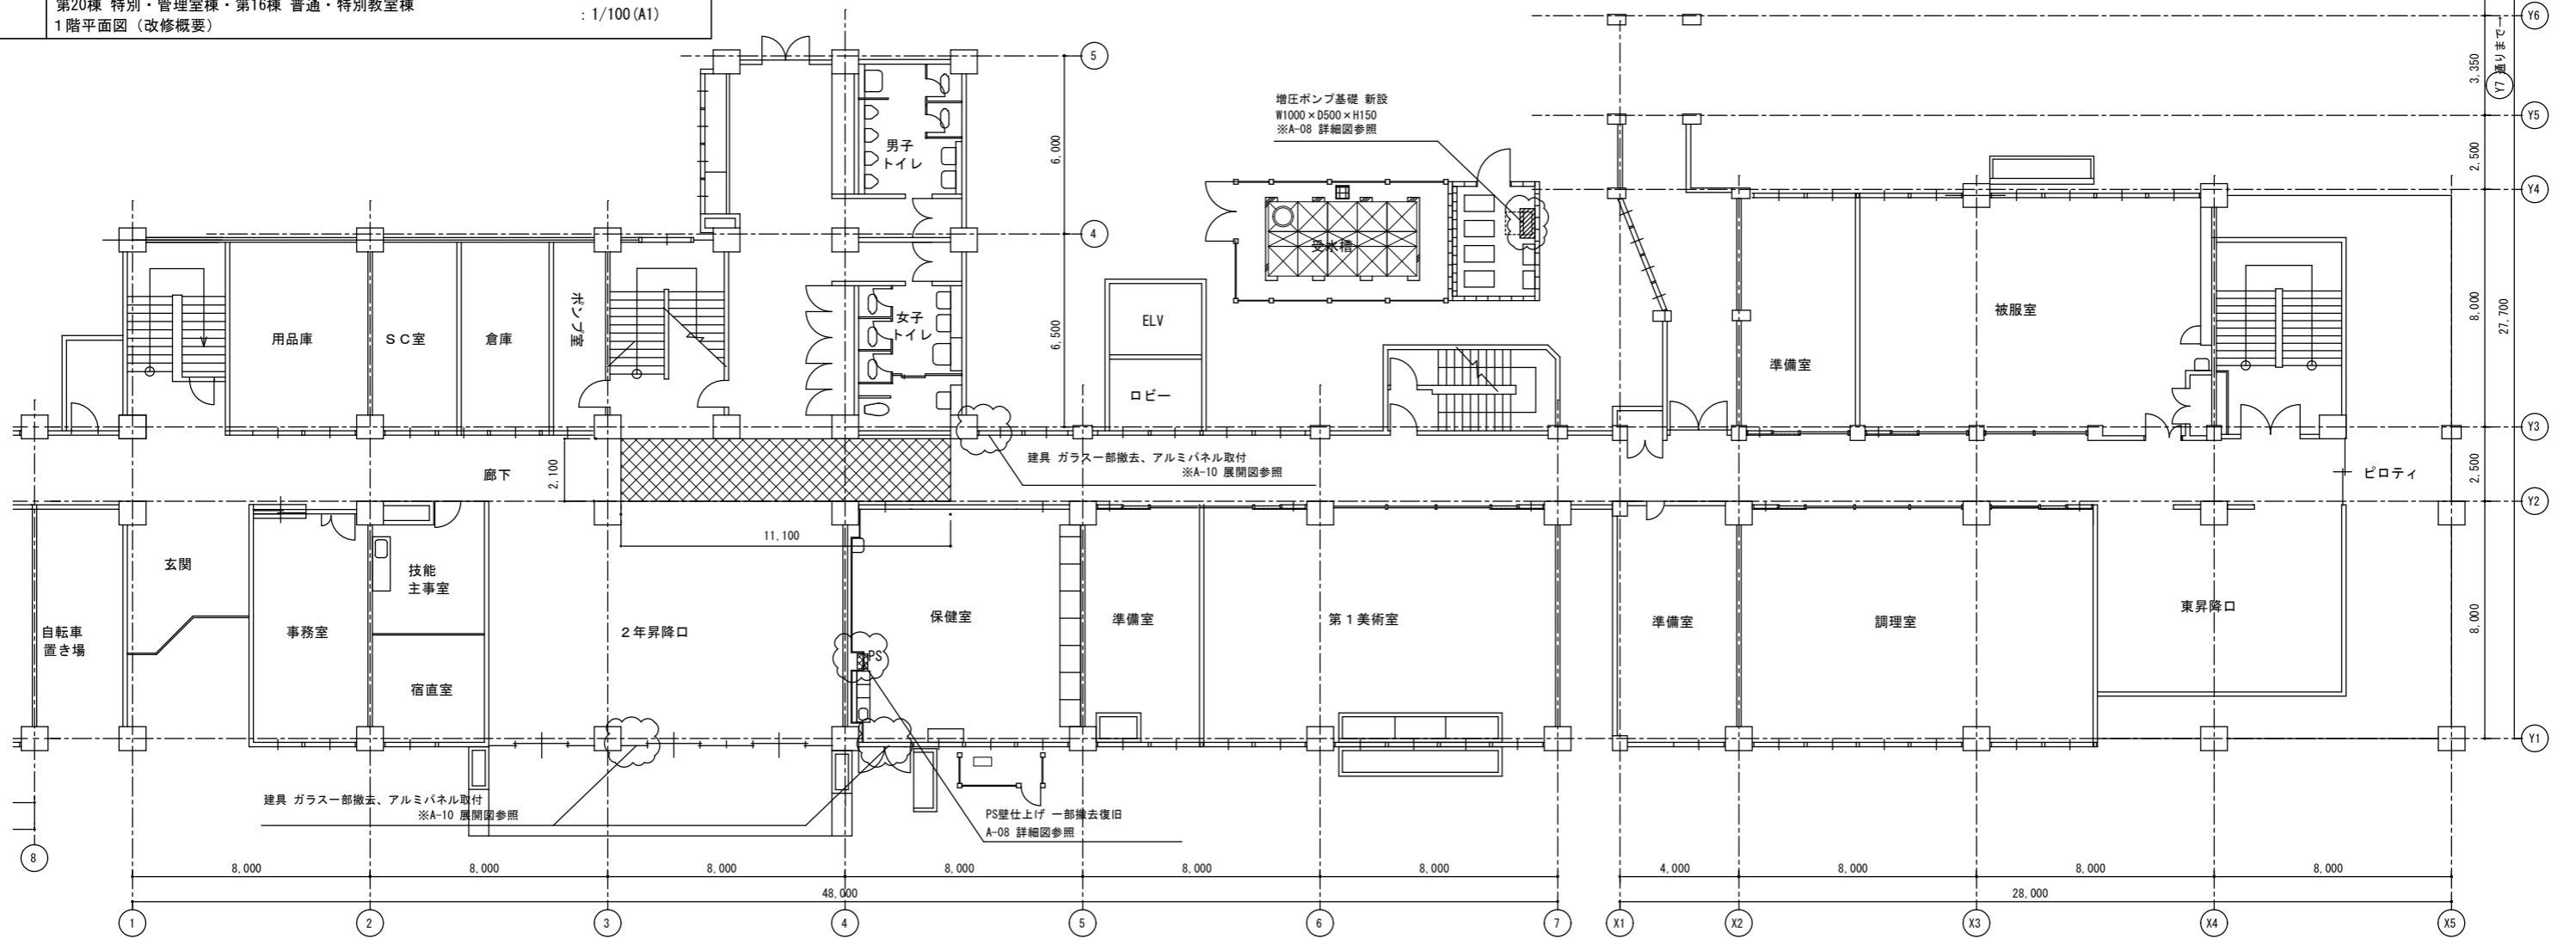 第20棟 特別・管理室棟・第16棟 普通・特別教室棟
1階平面図（改修概要）
: 1/100(A1)
Y6
3,350
Y7 通りまで→
5
増圧ポンプ基礎 新設
W1000×D500×H150
※A-08 詳細図参照
Y5
2,500
男子
トイレ
6,000
Y4
4
受水槽
用品庫
SC室
倉庫
ポンプ室
女子
トイレ
6,500
ELV
ロビー
準備室
被服室
8,000
27,700
Y3
廊下
2,100
建具 ガラス一部撤去、アルミパネル取付
※A-10 展開図参照
ピロティ
2,500
Y2
11,100
玄関
事務室
技能
主事室
宿直室
自転車
置き場
2年昇降口
保健室
PS
準備室
第1美術室
準備室
調理室
東昇降口
8,000
Y1
建具 ガラス一部撤去、アルミパネル取付
※A-10 展開図参照
PS壁仕上げ 一部撤去復旧
A-08 詳細図参照
8
8,000
8,000
8,000
8,000
8,000
8,000
4,000
8,000
8,000
8,000
48,000
28,000
1
2
3
4
5
6
7
X1
X2
X3
X4
X5